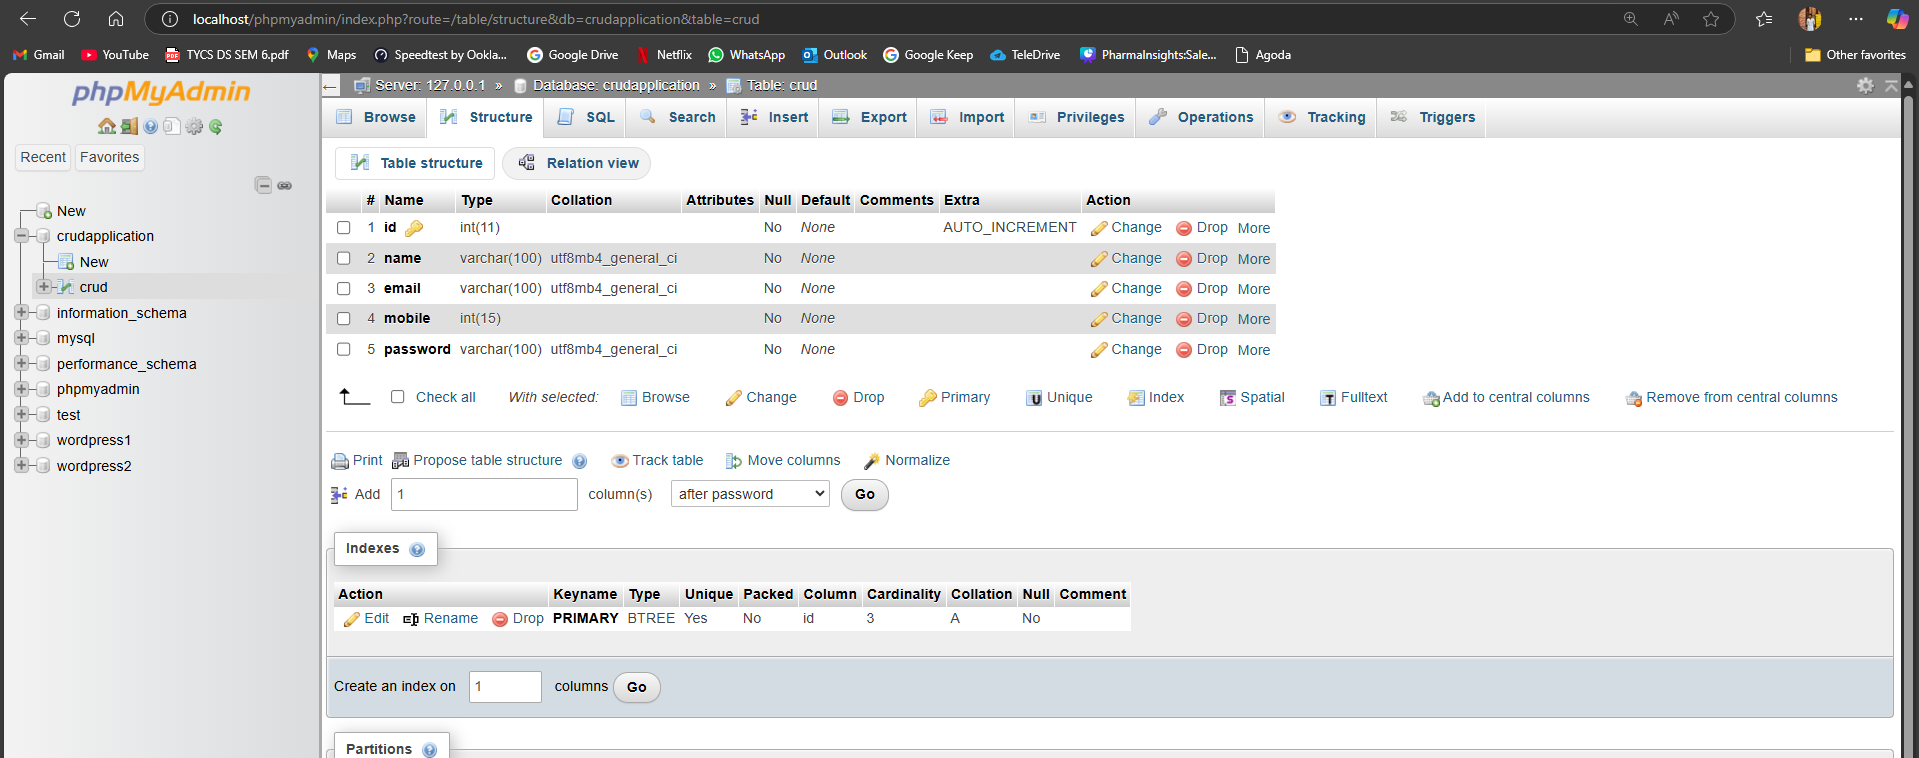 localhost/phpmyadmin/index.php?route=/table/structure&db=crudapplication&table=crud
Gmail YouTube TYCS DS SEM 6.pdf Maps Speedtest by Ookla... Google Drive Netflix WhatsApp Outlook Google Keep TeleDrive PharmaInsights:Sale... Agoda Other favorites
phpMyAdmin
Recent Favorites
New
crudapplication
New
crud
information_schema
mysql
performance_schema
phpmyadmin
test
wordpress1
wordpress2
Server: 127.0.0.1 » Database: crudapplication » Table: crud
Browse Structure SQL Search Insert Export Import Privileges Operations Tracking Triggers
Table structure Relation view
# Name Type Collation Attributes Null Default Comments Extra Action
1 id int(11) No None AUTO_INCREMENT Change Drop More
2 name varchar(100) utf8mb4_general_ci No None Change Drop More
3 email varchar(100) utf8mb4_general_ci No None Change Drop More
4 mobile int(15) No None Change Drop More
5 password varchar(100) utf8mb4_general_ci No None Change Drop More
Check all With selected: Browse Change Drop Primary Unique Index Spatial Fulltext Add to central columns Remove from central columns
Print Propose table structure Track table Move columns Normalize
Add 1 column(s) after password Go
Indexes
Action Keyname Type Unique Packed Column Cardinality Collation Null Comment
Edit Rename Drop PRIMARY BTREE Yes No id 3 A No
Create an index on 1 columns Go
Partitions